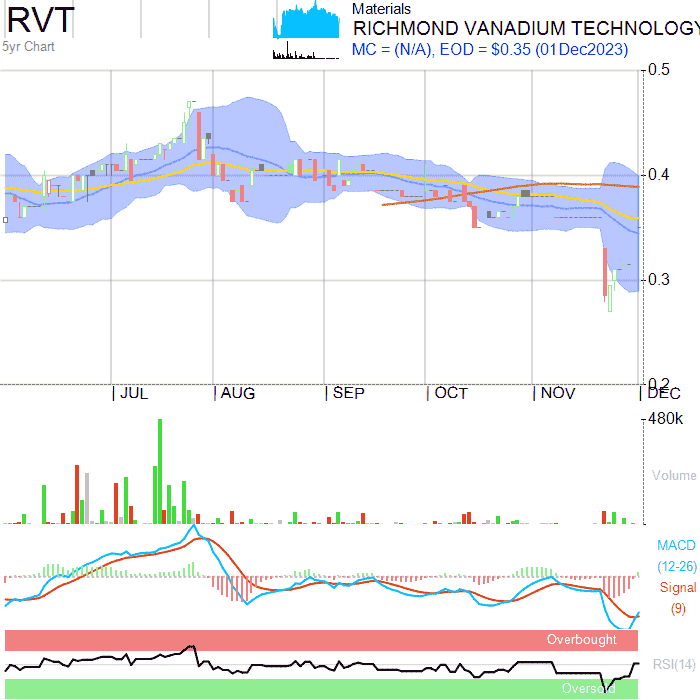 RVT
5yr Chart
Materials
RICHMOND VANADIUM TECHNOLOGY
MC = (N/A), EOD = $0.35 (01Dec2023)
0.5
0.4
0.3
0.2
JUL AUG SEP OCT NOV DEC
480k
Volume
MACD
(12-26)
Signal
(9)
Overbought
RSI(14)
Oversold